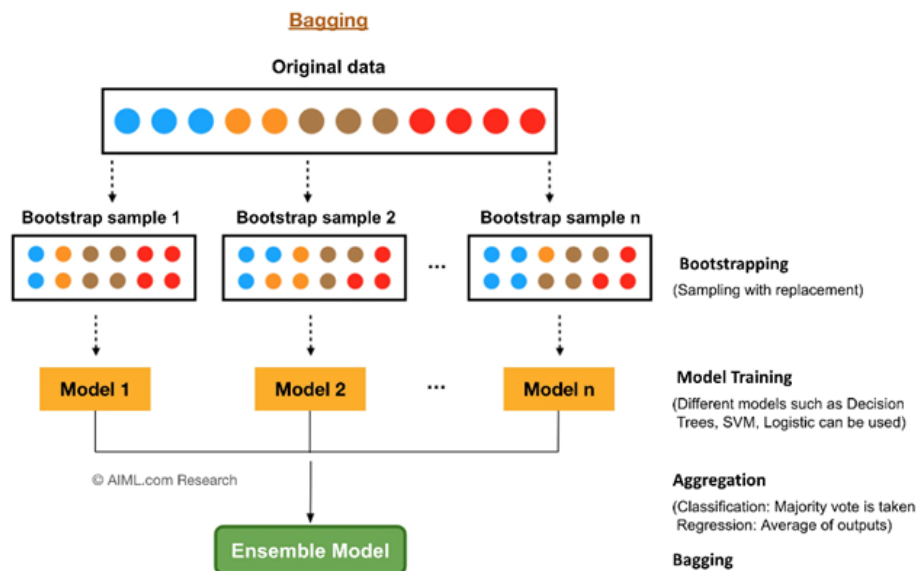 Bagging
Original data
Bootstrap sample 1
Bootstrap sample 2
Bootstrap sample n
...
Bootstrapping
(Sampling with replacement)
Model 1
Model 2
...
Model n
Model Training
(Different models such as Decision
Trees, SVM, Logistic can be used)
© AIML.com Research
Aggregation
(Classification: Majority vote is taken
Regression: Average of outputs)
Ensemble Model
Bagging